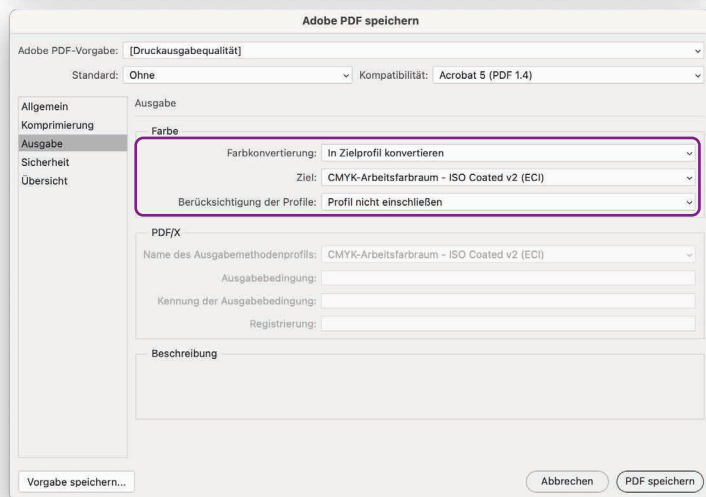 Adobe PDF speichern
Adobe PDF-Vorgabe: [Druckausgabequalität]
Standard: Ohne Kompatibilität: Acrobat 5 (PDF 1.4)
Allgemein
Komprimierung
Ausgabe
Sicherheit
Übersicht
Ausgabe
Farbe
Farbkonvertierung: In Zielprofil konvertieren
Ziel: CMYK-Arbeitsfarbraum - ISO Coated v2 (ECI)
Berücksichtigung der Profile: Profil nicht einschließen
PDF/X
Name des Ausgabemethodenprofils: CMYK-Arbeitsfarbraum - ISO Coated v2 (ECI)
Ausgabebedingung:
Kennung der Ausgabebedingung:
Registrierung:
Beschreibung
Vorgabe speichern... Abbrechen PDF speichern